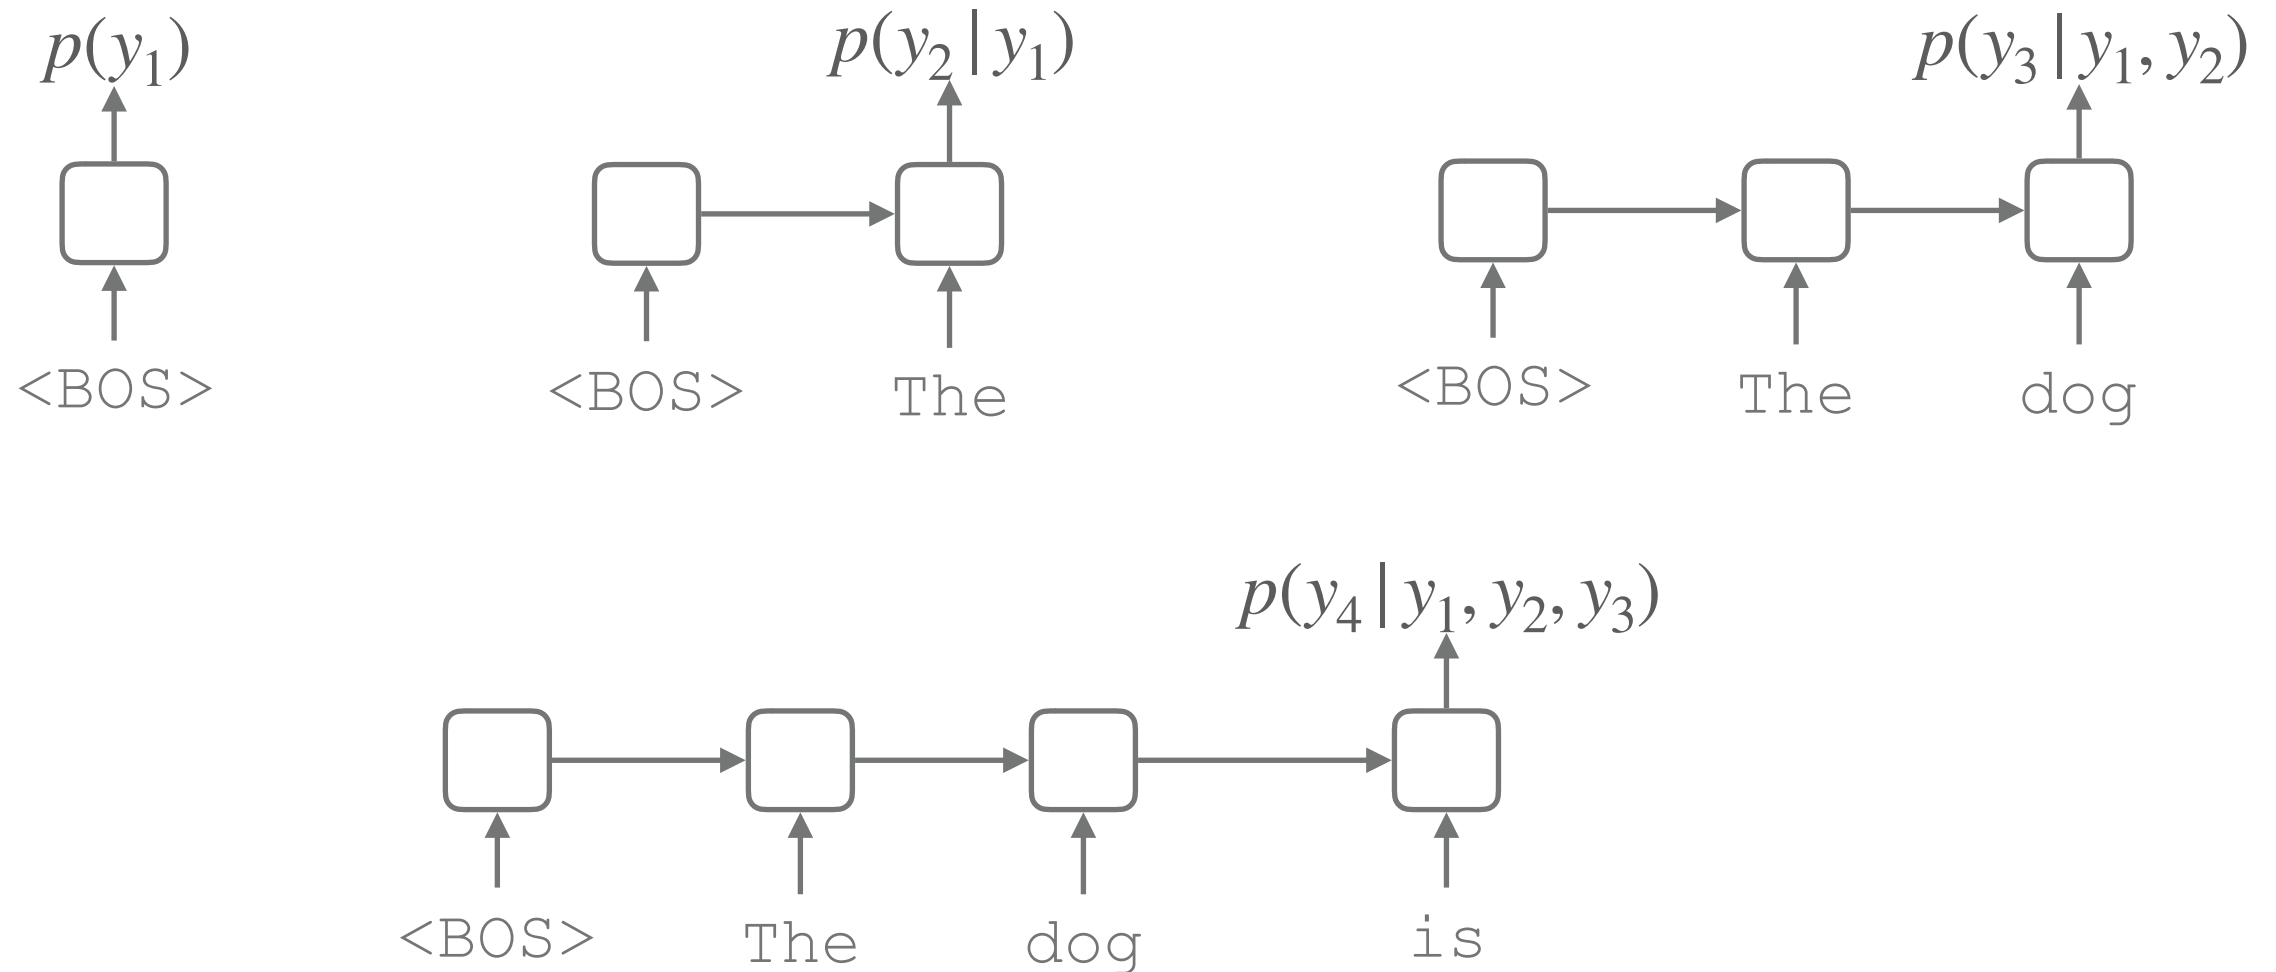 p(y₁)
p(y₂ | y₁)
p(y₃ | y₁, y₂)
<BOS>
<BOS> The
<BOS> The dog
p(y₄ | y₁, y₂, y₃)
<BOS> The dog is